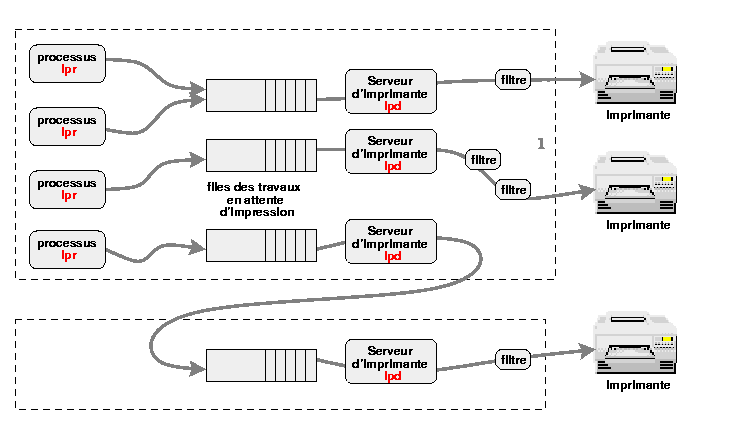 processus
lpr
processus
lpr
processus
lpr
processus
lpr
files des travaux
en attente
d'impression
Serveur
d'imprimante
lpd
Serveur
d'imprimante
lpd
Serveur
d'imprimante
lpd
filtre
filtre
filtre
1
Imprimante
Imprimante
Serveur
d'imprimante
lpd
filtre
Imprimante